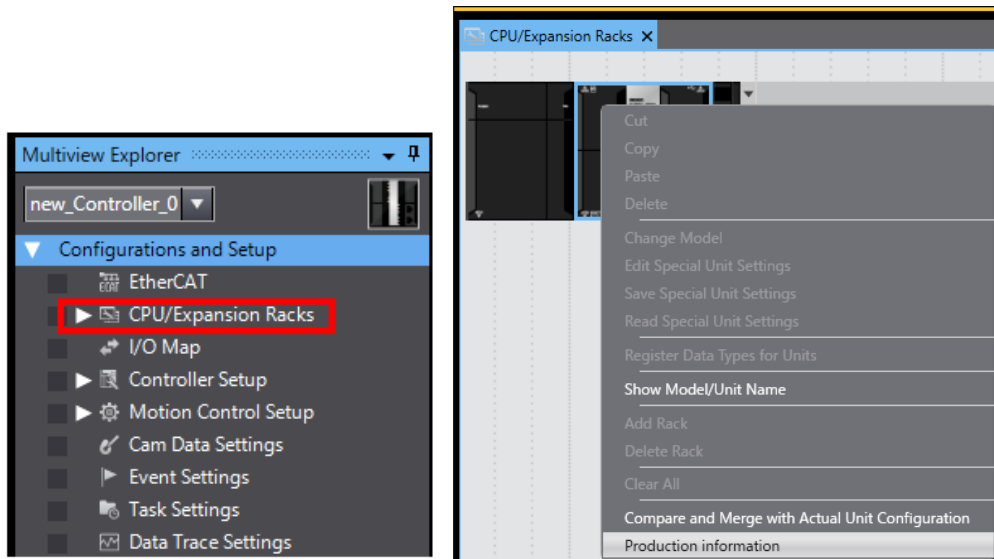 Multiview Explorer
new_Controller_0
Configurations and Setup
EtherCAT
CPU/Expansion Racks
I/O Map
Controller Setup
Motion Control Setup
Cam Data Settings
Event Settings
Task Settings
Data Trace Settings
CPU/Expansion Racks
Cut
Copy
Paste
Delete
Change Model
Edit Special Unit Settings
Save Special Unit Settings
Read Special Unit Settings
Register Data Types for Units
Show Model/Unit Name
Add Rack
Delete Rack
Clear All
Compare and Merge with Actual Unit Configuration
Production information